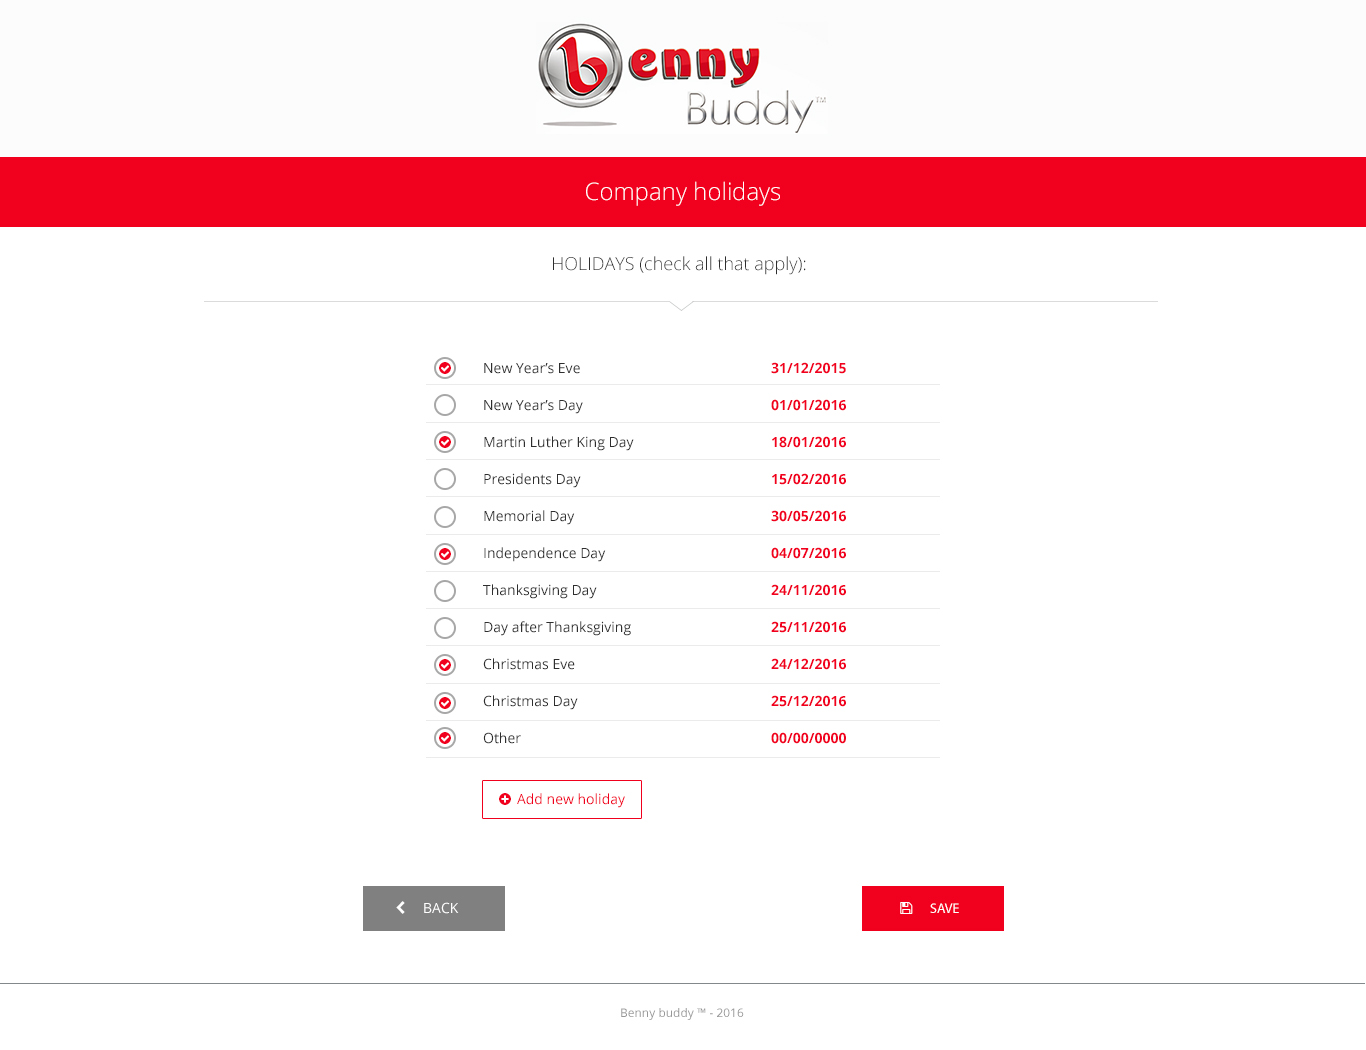 benny
Buddy™
Company holidays
HOLIDAYS (check all that apply):
New Year’s Eve 31/12/2015
New Year’s Day 01/01/2016
Martin Luther King Day 18/01/2016
Presidents Day 15/02/2016
Memorial Day 30/05/2016
Independence Day 04/07/2016
Thanksgiving Day 24/11/2016
Day after Thanksgiving 25/11/2016
Christmas Eve 24/12/2016
Christmas Day 25/12/2016
Other 00/00/0000
Add new holiday
BACK SAVE
Benny buddy ™ - 2016